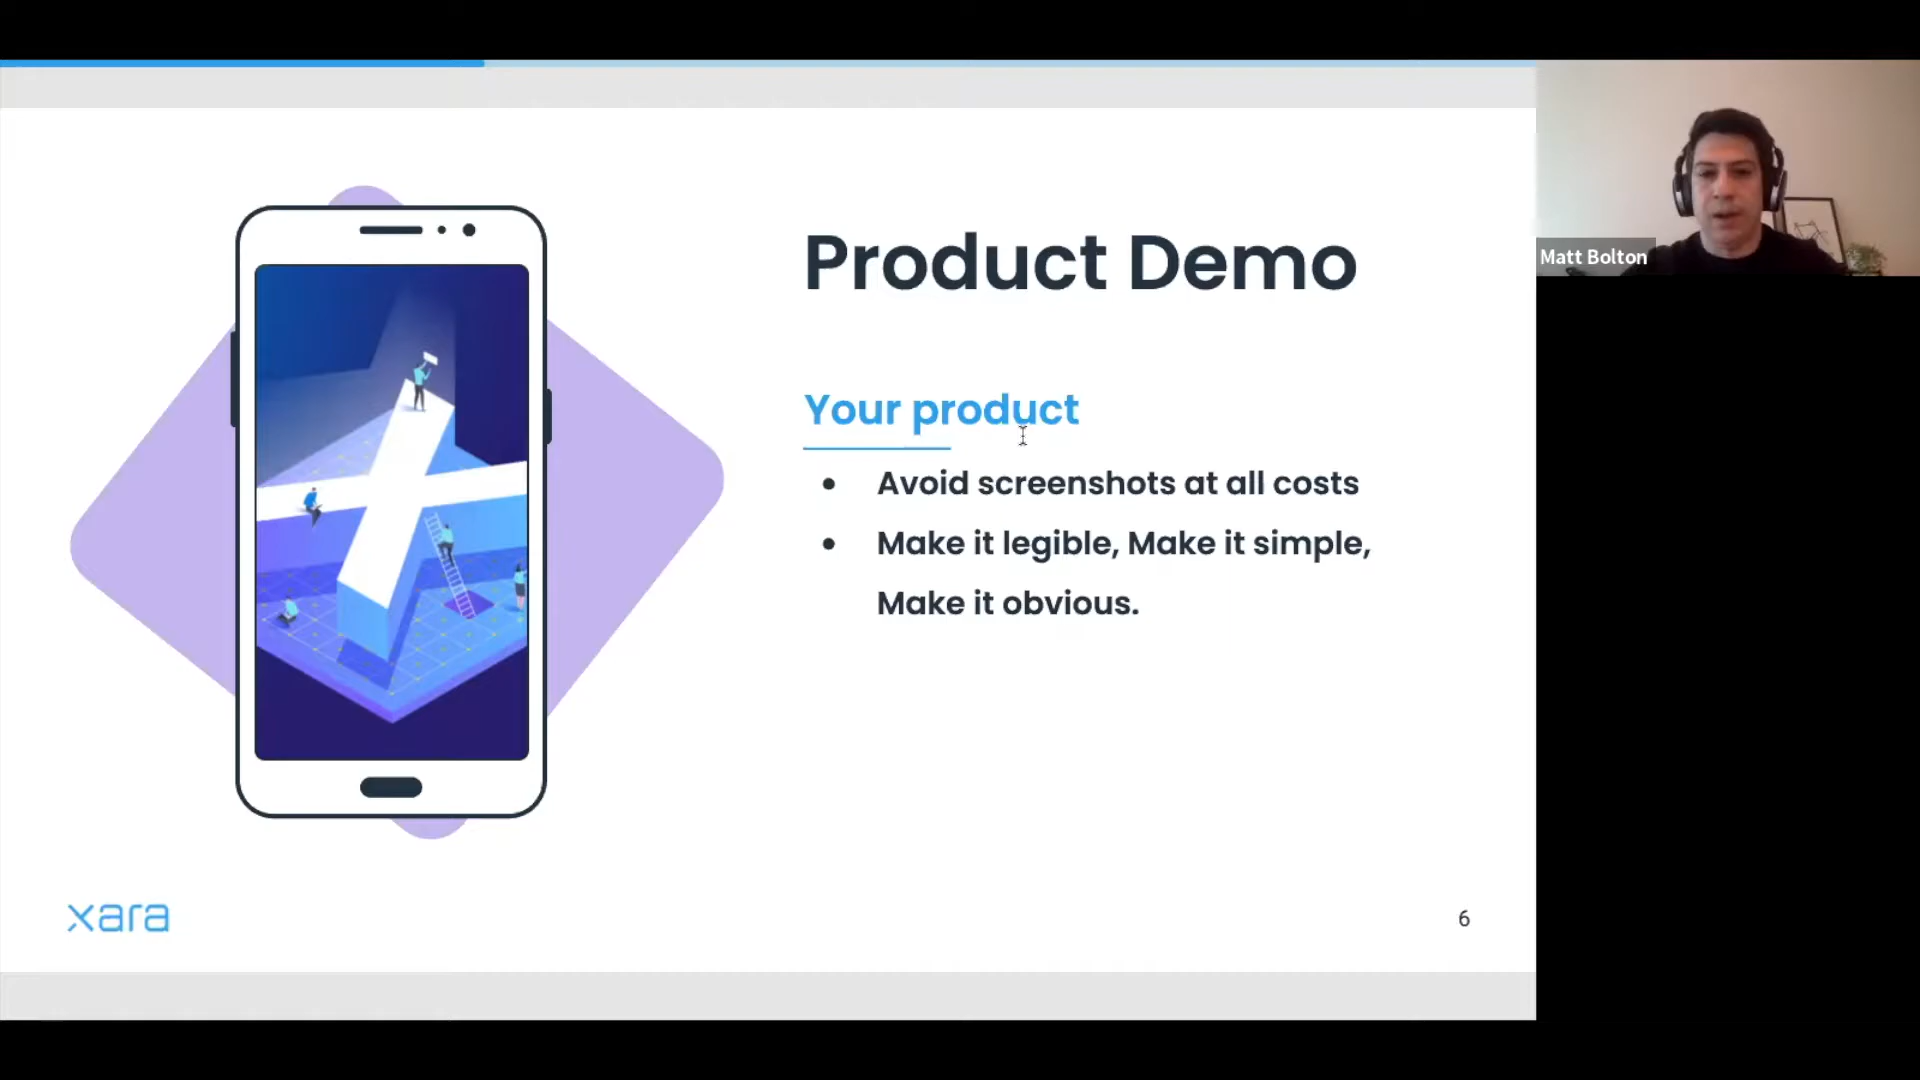 Product Demo
Matt Bolton
Your product
• Avoid screenshots at all costs
• Make it legible, Make it simple,
Make it obvious.
xara
6